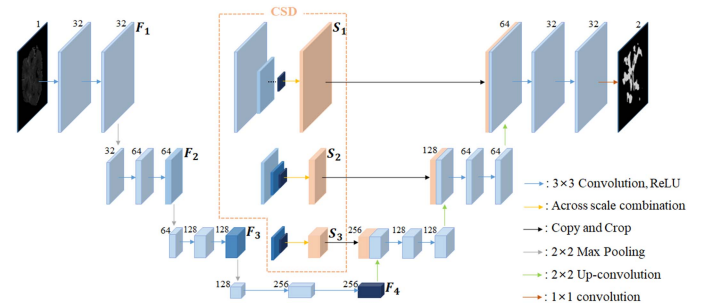 CSD
1 32 32 F1 S1 64 32 32 2
32 64 64 F2 S2 128 64 64
64 128 128 F3 S3 256 128 128
128 256 256 F4
: 3×3 Convolution, ReLU
: Across scale combination
: Copy and Crop
: 2×2 Max Pooling
: 2×2 Up-convolution
: 1×1 convolution